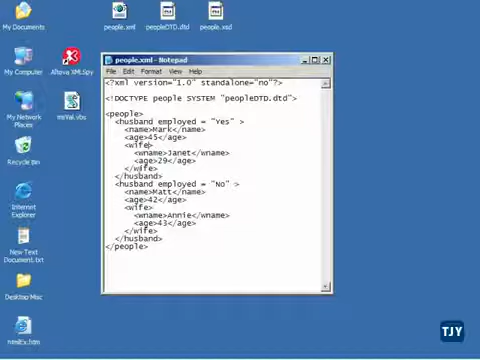 people.xml
peopleDTD.dtd
people.xsd
My Documents
My Computer
Altova XMLSpy
My Network
Places
msVal.vbs
Recycle Bin
Internet
Explorer
New Text
Document.txt
Desktop Misc
people.xml - Notepad
File Edit Format View Help
<?xml version="1.0" standalone="no"?>
<!DOCTYPE people SYSTEM "peopleDTD.dtd">
<people>
<husband employed = "Yes" >
<name>Mark</name>
<age>45</age>
<wife>
<wname>Janet</wname>
<age>29</age>
</wife>
</husband>
<husband employed = "No" >
<name>Matt</name>
<age>42</age>
<wife>
<wname>Annie</wname>
<age>43</age>
</wife>
</husband>
</people>
TJY